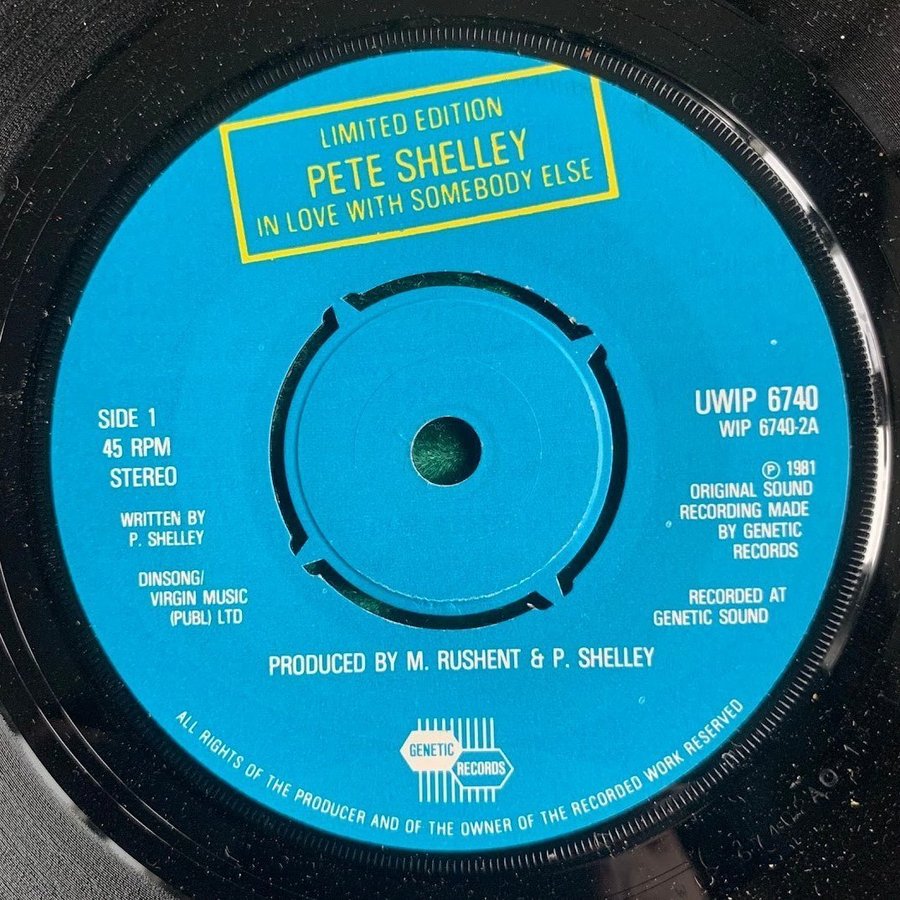 LIMITED EDITION
PETE SHELLEY
IN LOVE WITH SOMEBODY ELSE
SIDE 1
45 RPM
STEREO
WRITTEN BY
P. SHELLEY
DINSONG/
VIRGIN MUSIC
(PUBL) LTD
UWIP 6740
WIP 6740-2A
℗ 1981
ORIGINAL SOUND
RECORDING MADE
BY GENETIC
RECORDS
RECORDED AT
GENETIC SOUND
PRODUCED BY M. RUSHENT & P. SHELLEY
GENETIC
RECORDS
ALL RIGHTS OF THE PRODUCER AND OF THE OWNER OF THE RECORDED WORK RESERVED